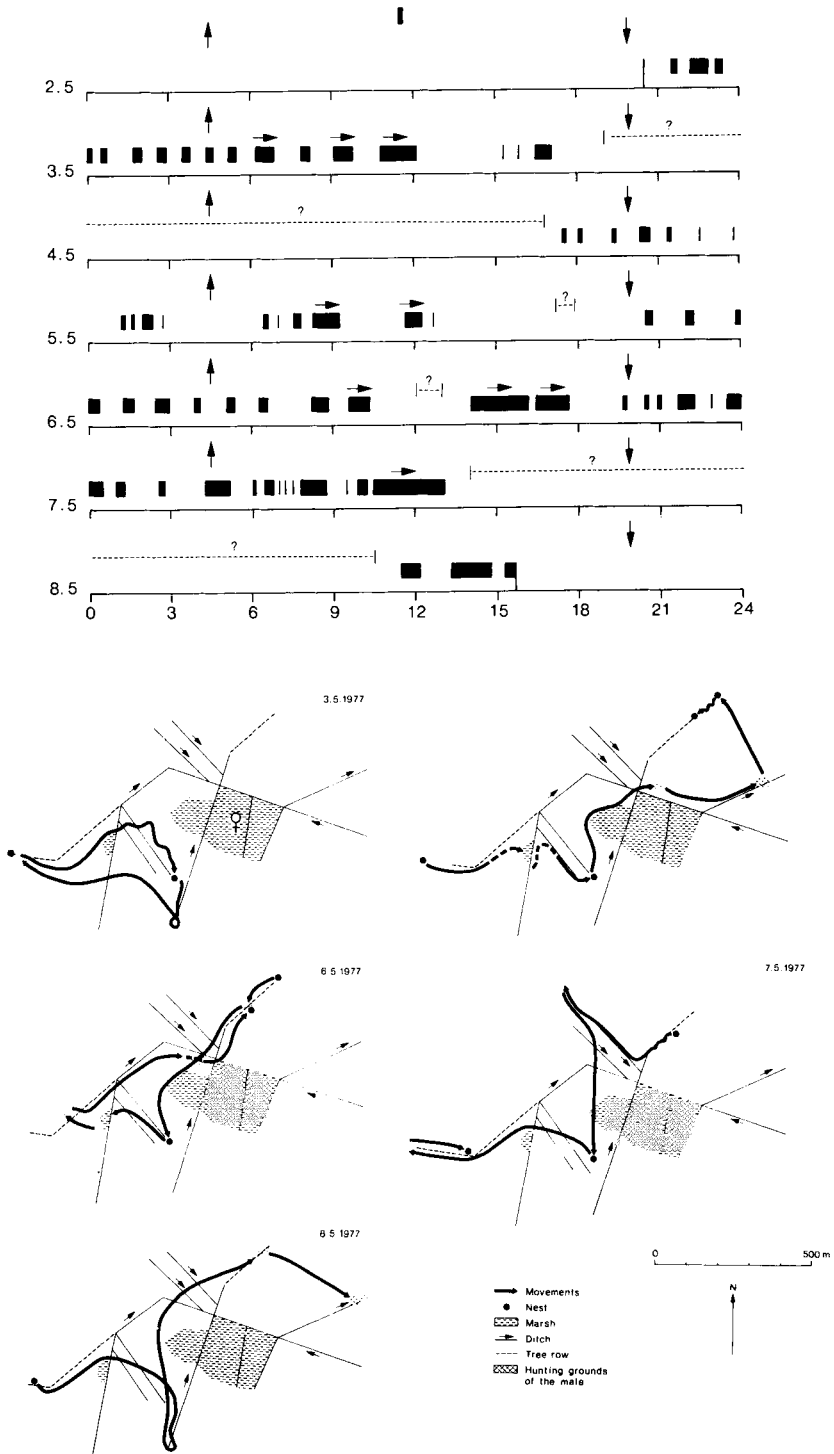 2.5
?
3.5
?
4.5
?
5.5
?
6.5
?
7.5
?
8.5
0 3 6 9 12 15 18 21 24
3.5.1977
♀
6 5 1977
7.5.1977
8 5 1977
0 500 m
N
Movements
Nest
Marsh
Ditch
Tree row
Hunting grounds
of the male